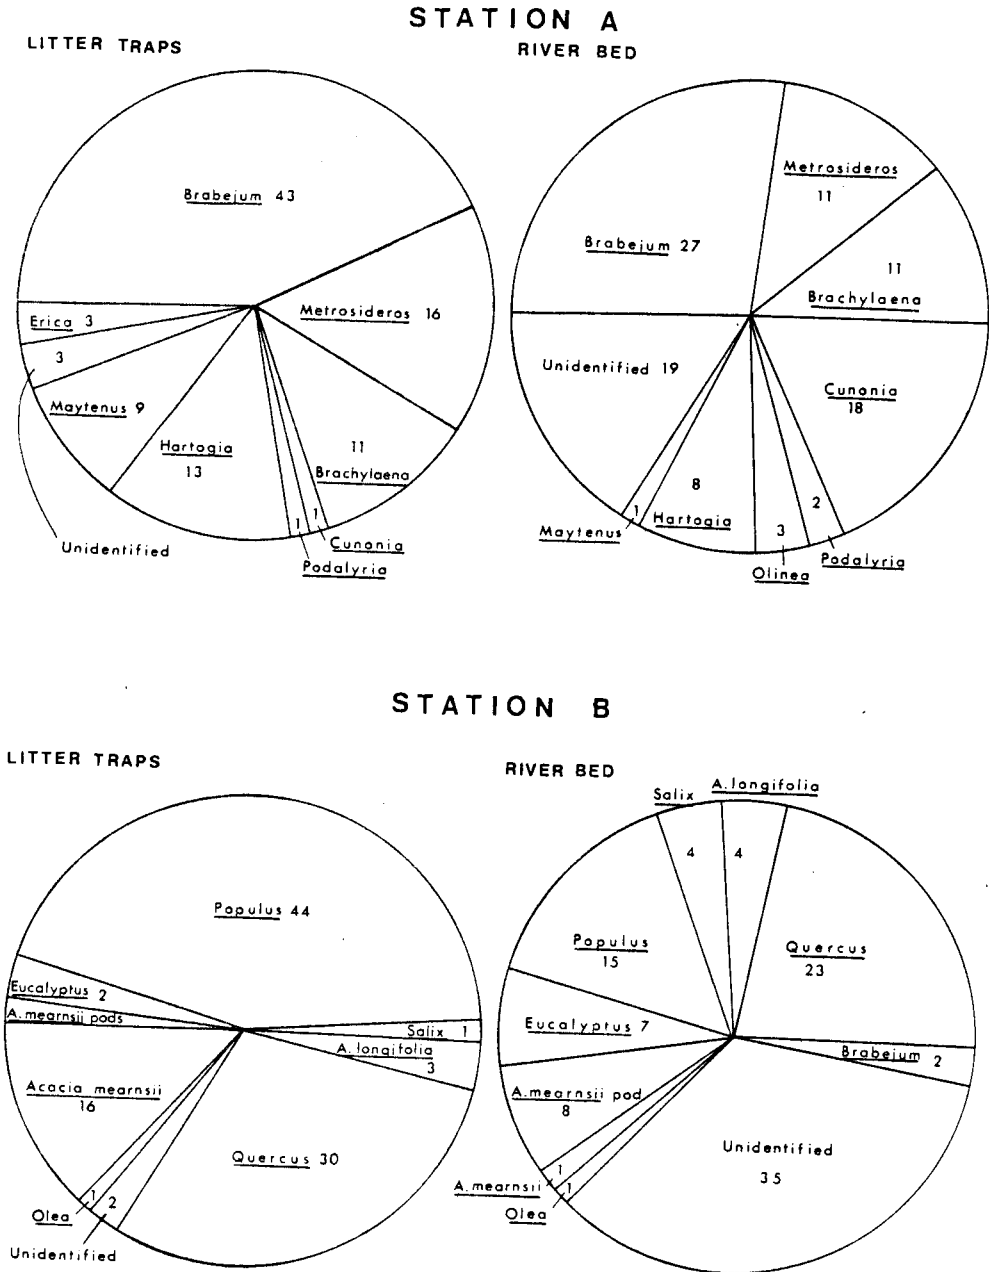 STATION A
LITTER TRAPS
RIVER BED
Brabejum 43
Metrosideros 16
11
Brachylaena
1
Cunonia
1
Podalyria
Hartogia
13
Maytenus 9
3
Unidentified
Erica 3
Metrosideros
11
11
Brachylaena
Brabejum 27
Unidentified 19
Cunonia
18
2
Podalyria
3
Olinea
8
Hartogia
1
Maytenus
STATION B
LITTER TRAPS
RIVER BED
Populus 44
Eucalyptus 2
A.mearnsii pods
Salix 1
A.longifolia
3
Acacia mearnsii
16
Quercus 30
1
Olea
2
Unidentified
Salix
A.longifolia
4
4
Populus
15
Quercus
23
Eucalyptus 7
Brabejum 2
A.mearnsii pod
8
Unidentified
35
1
A.mearnsii
1
Olea